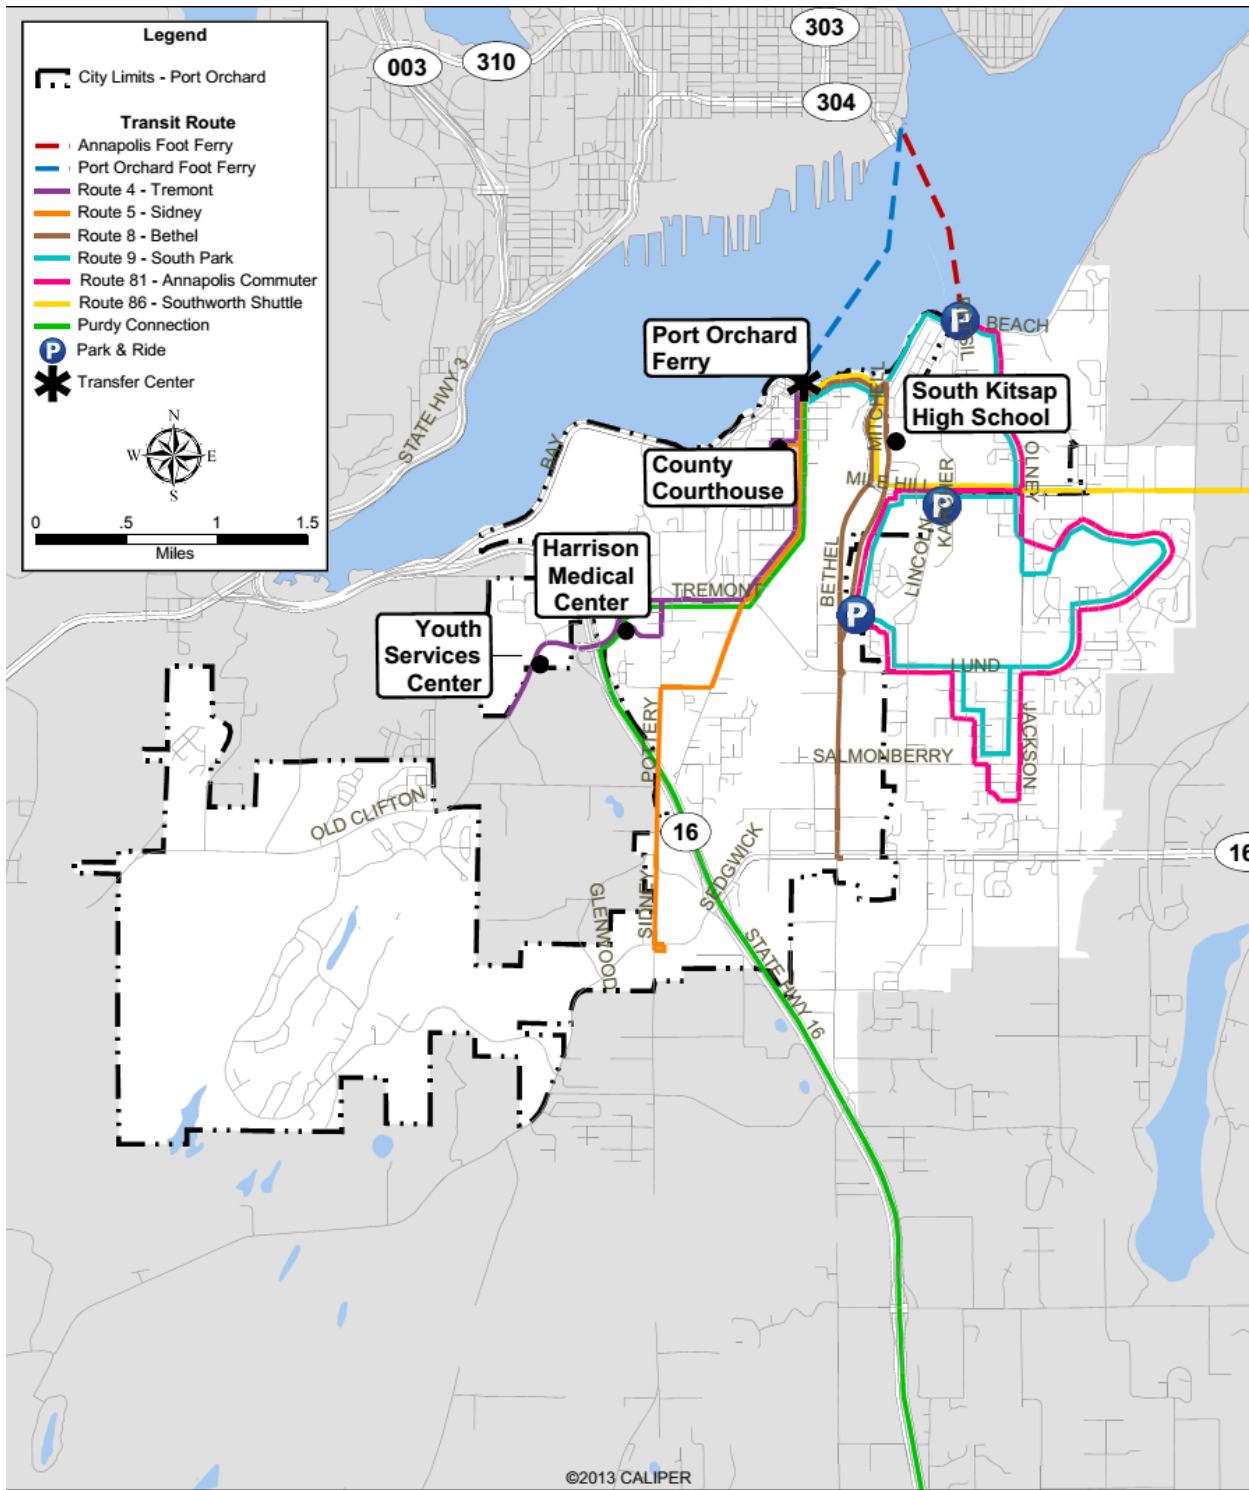 Legend
City Limits - Port Orchard
Transit Route
Annapolis Foot Ferry
Port Orchard Foot Ferry
Route 4 - Tremont
Route 5 - Sidney
Route 8 - Bethel
Route 9 - South Park
Route 81 - Annapolis Commuter
Route 86 - Southworth Shuttle
Purdy Connection
P
Park & Ride
Transfer Center
N
W
E
S
0
.5
1
1.5
Miles
303
003
310
304
STATE HWY 3
BAY
Port Orchard
Ferry
P
BEACH
MITCHELL
South Kitsap
High School
County
Courthouse
MILE HILL
P
KARCHER
OLNEY
LINCOLN
BETHEL
Harrison
Medical
Center
TREMONT
P
Youth
Services
Center
LUND
POTTERY
JACKSON
SALMONBERRY
OLD CLIFTON
16
SEDGWICK
16
GLENWOOD
SIDNEY
STATE HWY 16
©2013 CALIPER